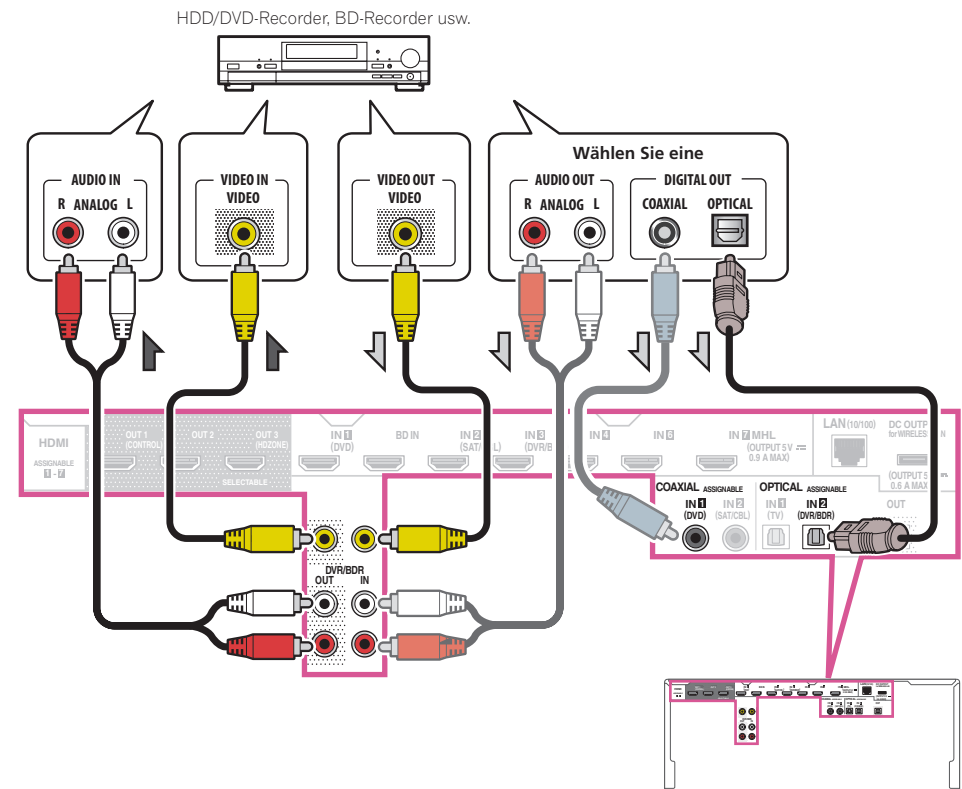 HDD/DVD-Recorder, BD-Recorder usw.
AUDIO IN
R ANALOG L
VIDEO IN
VIDEO
VIDEO OUT
VIDEO
Wählen Sie eine
AUDIO OUT
R ANALOG L
DIGITAL OUT
COAXIAL OPTICAL
HDMI
ASSIGNABLE
1 - 7
OUT 1
(CONTROL)
OUT 2
OUT 3
(HDZONE)
SELECTABLE
IN 1
(DVD)
BD IN
IN 2
IN 3
IN 4
IN 6
IN 7 MHL
(OUTPUT 5 V
0.9 A MAX)
LAN (10/100)
COAXIAL ASSIGNABLE
IN 1
(DVD)
IN 2
(SAT/CBL)
OPTICAL ASSIGNABLE
IN 1
(TV)
IN 2
(DVR/BDR)
OUT
DVR/BDR
OUT IN